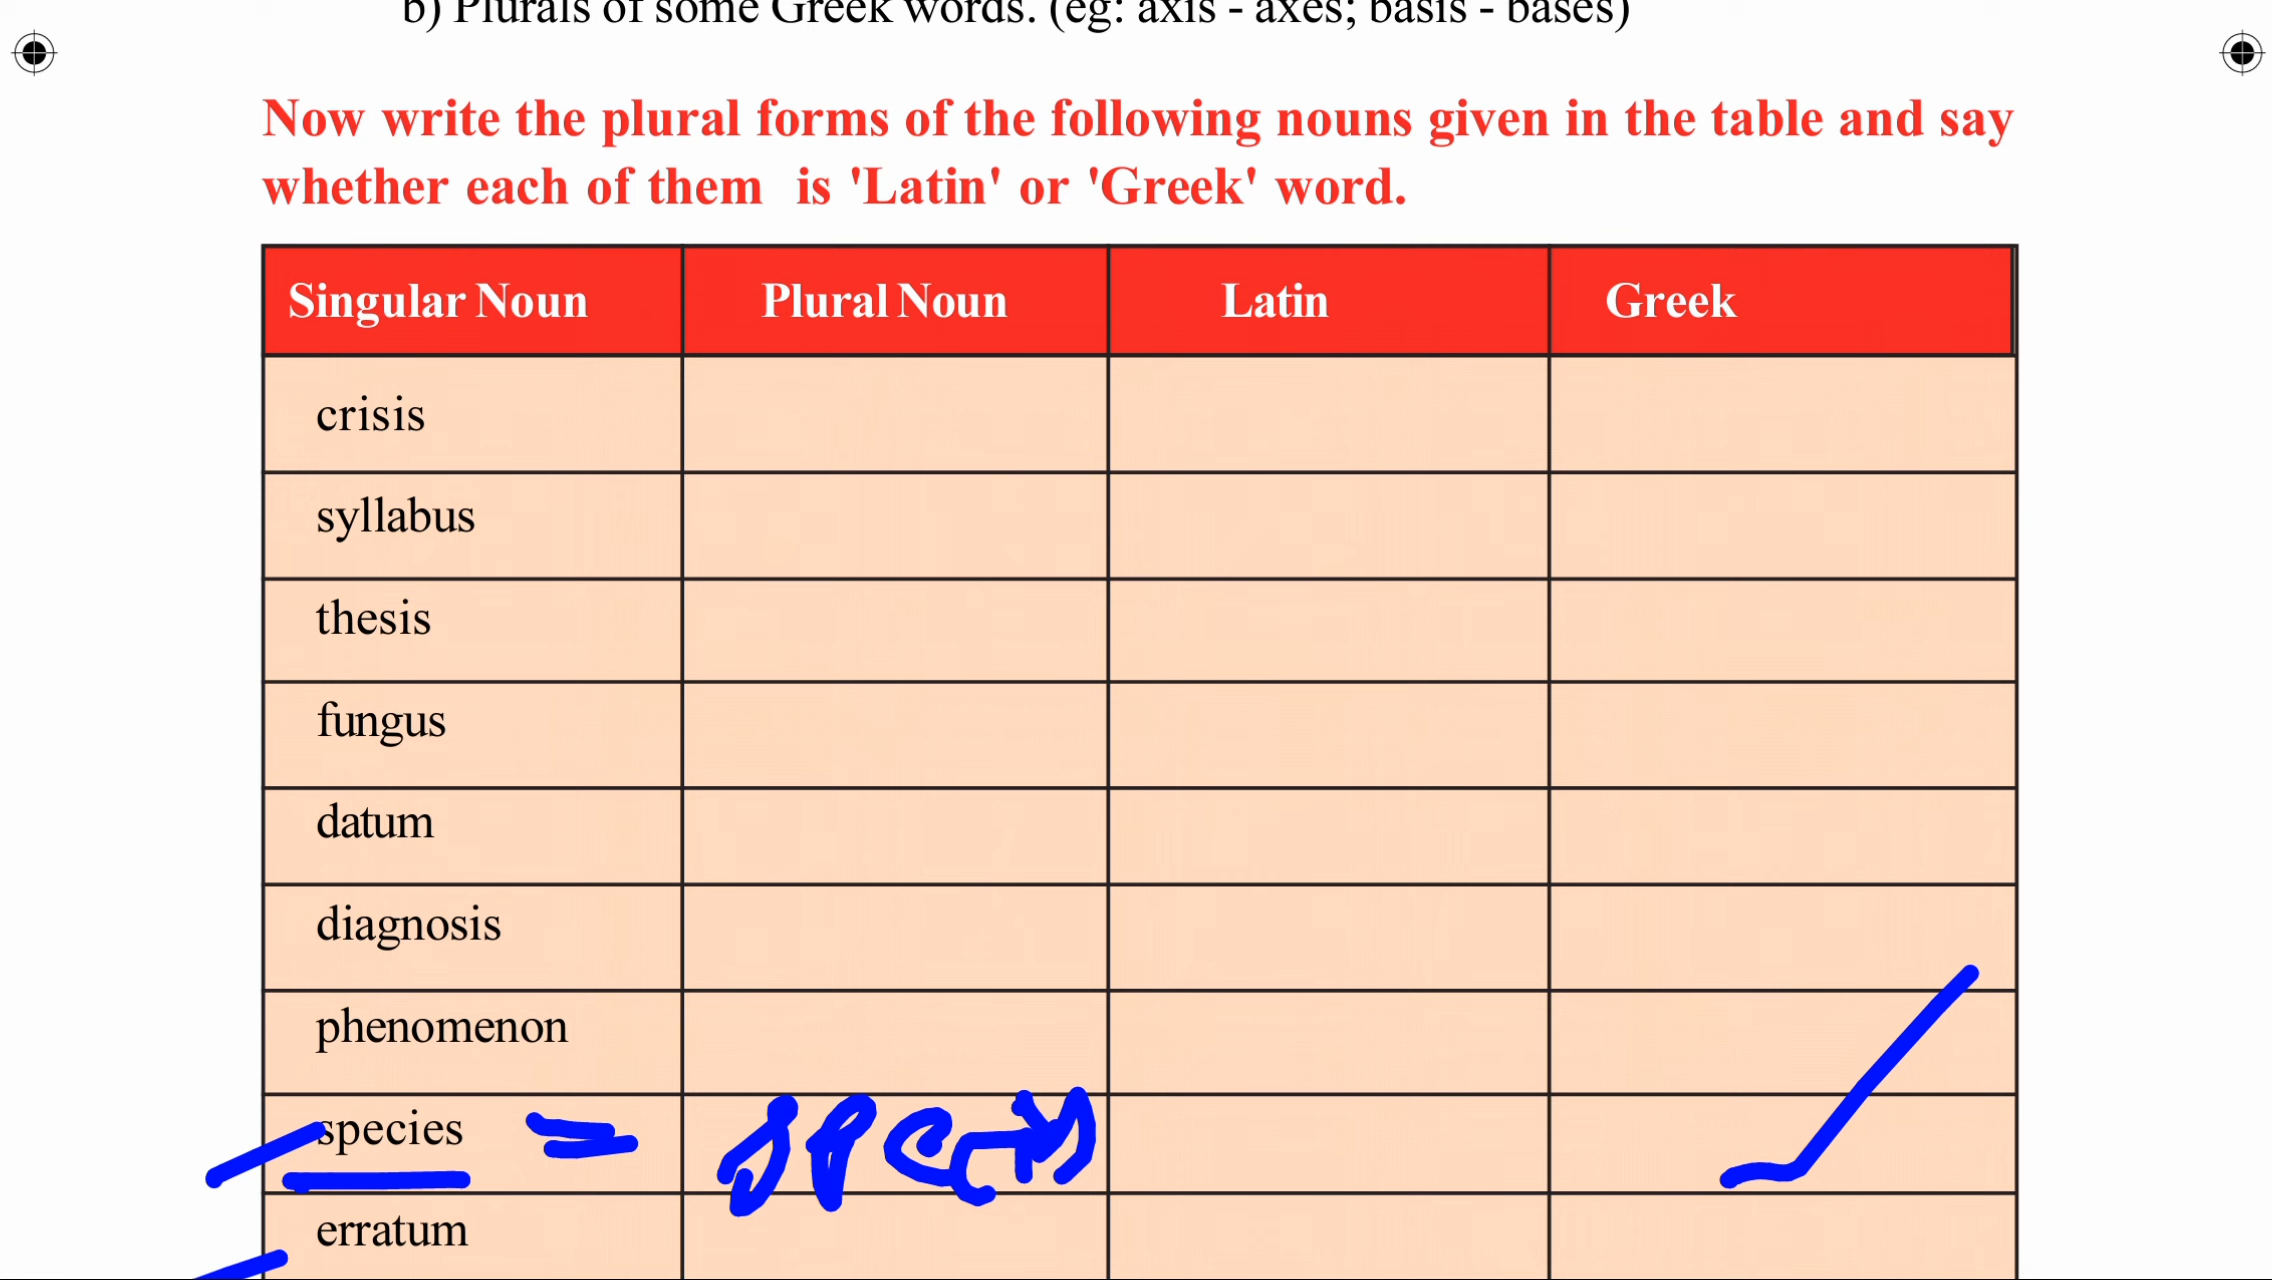 b) Plurals of some Greek words. (eg: axis - axes; basis - bases)
Now write the plural forms of the following nouns given in the table and say
whether each of them is 'Latin' or 'Greek' word.
Singular Noun Plural Noun Latin Greek
crisis
syllabus
thesis
fungus
datum
diagnosis
phenomenon
species =
erratum